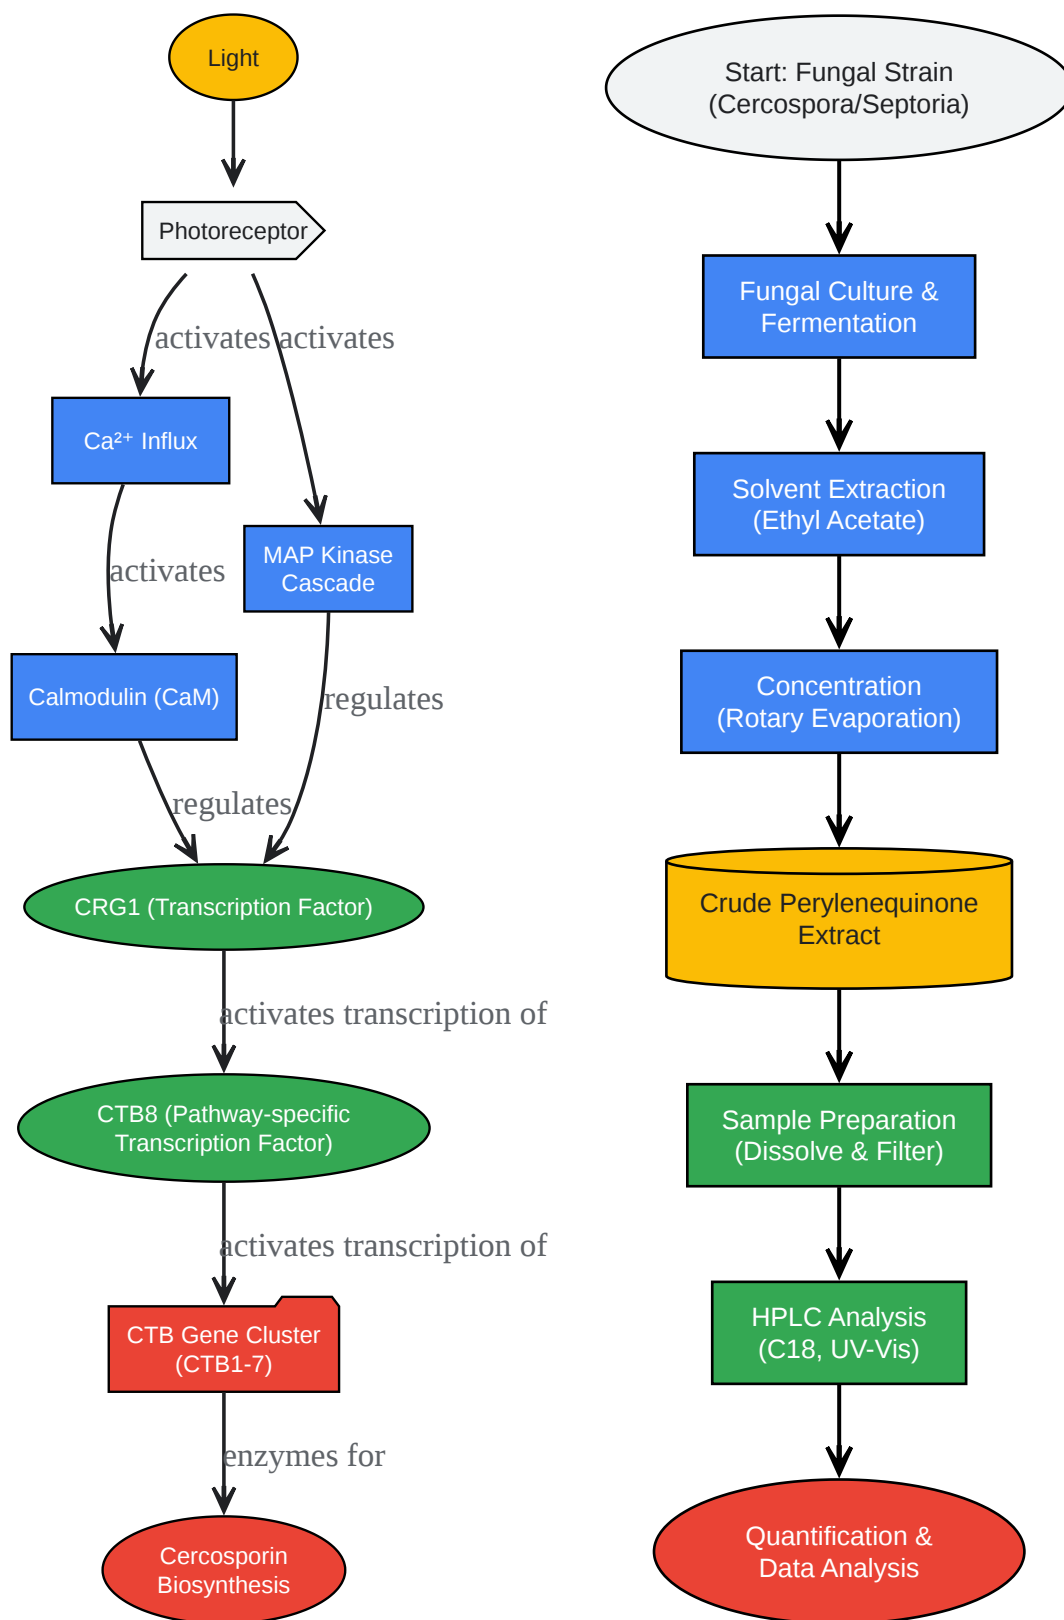 Light
Photoreceptor
activates
activates
Ca²⁺ Influx
MAP Kinase
Cascade
activates
Calmodulin (CaM)
regulates
regulates
CRG1 (Transcription Factor)
activates transcription of
CTB8 (Pathway-specific
Transcription Factor)
activates transcription of
CTB Gene Cluster
(CTB1-7)
enzymes for
Cercosporin
Biosynthesis
Start: Fungal Strain
(Cercospora/Septoria)
Fungal Culture &
Fermentation
Solvent Extraction
(Ethyl Acetate)
Concentration
(Rotary Evaporation)
Crude Perylenequinone
Extract
Sample Preparation
(Dissolve & Filter)
HPLC Analysis
(C18, UV-Vis)
Quantification &
Data Analysis